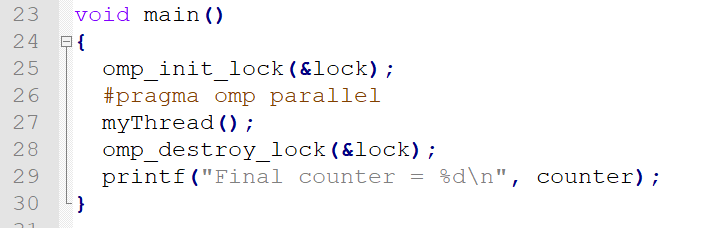 23 void main()
24 {
25 omp_init_lock(&lock);
26 #pragma omp parallel
27 myThread();
28 omp_destroy_lock(&lock);
29 printf("Final counter = %d\n", counter);
30 }